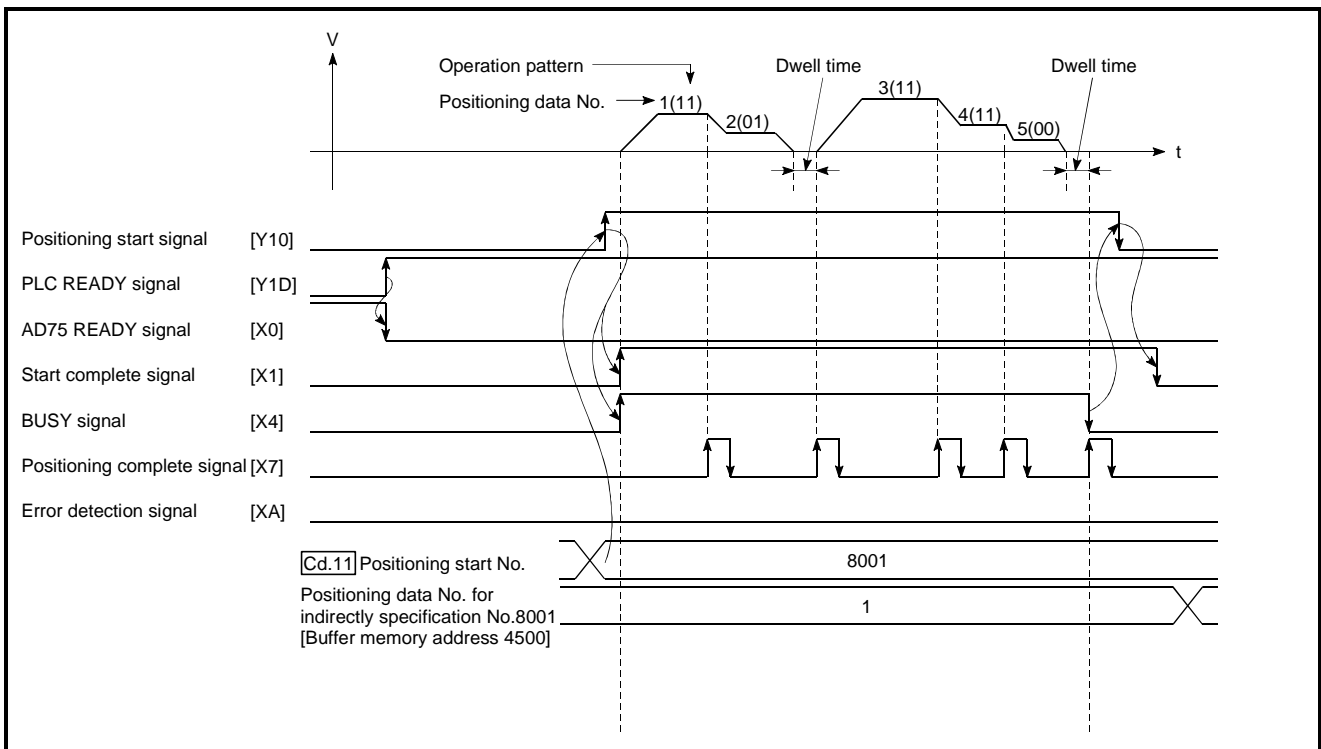 V
Operation pattern
Dwell time
Dwell time
Positioning data No.
1(11)
2(01)
3(11)
4(11)
5(00)
t
Positioning start signal [Y10]
PLC READY signal [Y1D]
AD75 READY signal [X0]
Start complete signal [X1]
BUSY signal [X4]
Positioning complete signal [X7]
Error detection signal [XA]
Cd.11 Positioning start No.
8001
Positioning data No. for
indirectly specification No.8001
[Buffer memory address 4500]
1